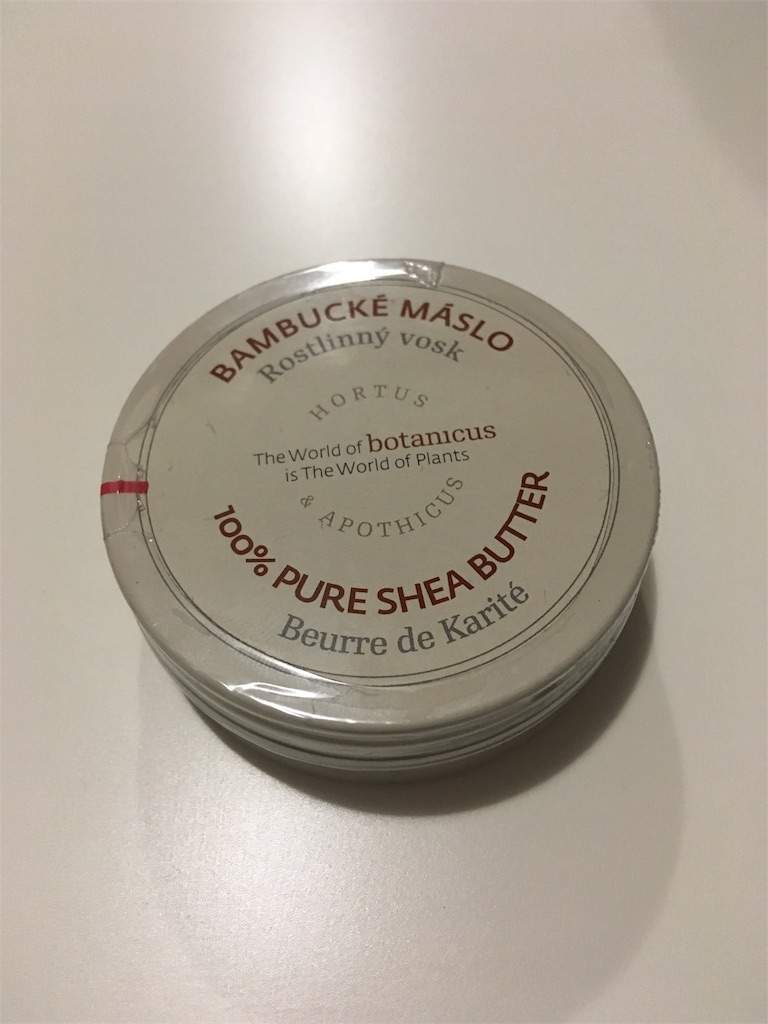 BAMBUCKÉ MÁSLO
Rostlinný vosk
HORTUS
The World of botanicus
is The World of Plants
& APOTHICUS
100% PURE SHEA BUTTER
Beurre de Karité